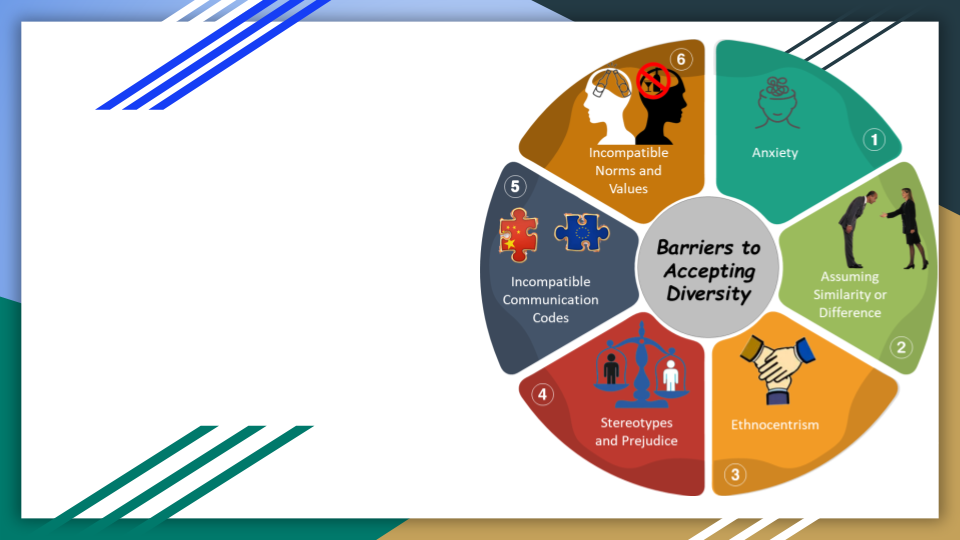 Barriers to
Accepting
Diversity
1
Anxiety
Assuming
Similarity or
Difference
2
Ethnocentrism
3
4
Stereotypes
and Prejudice
5
Incompatible
Communication
Codes
6
Incompatible
Norms and
Values